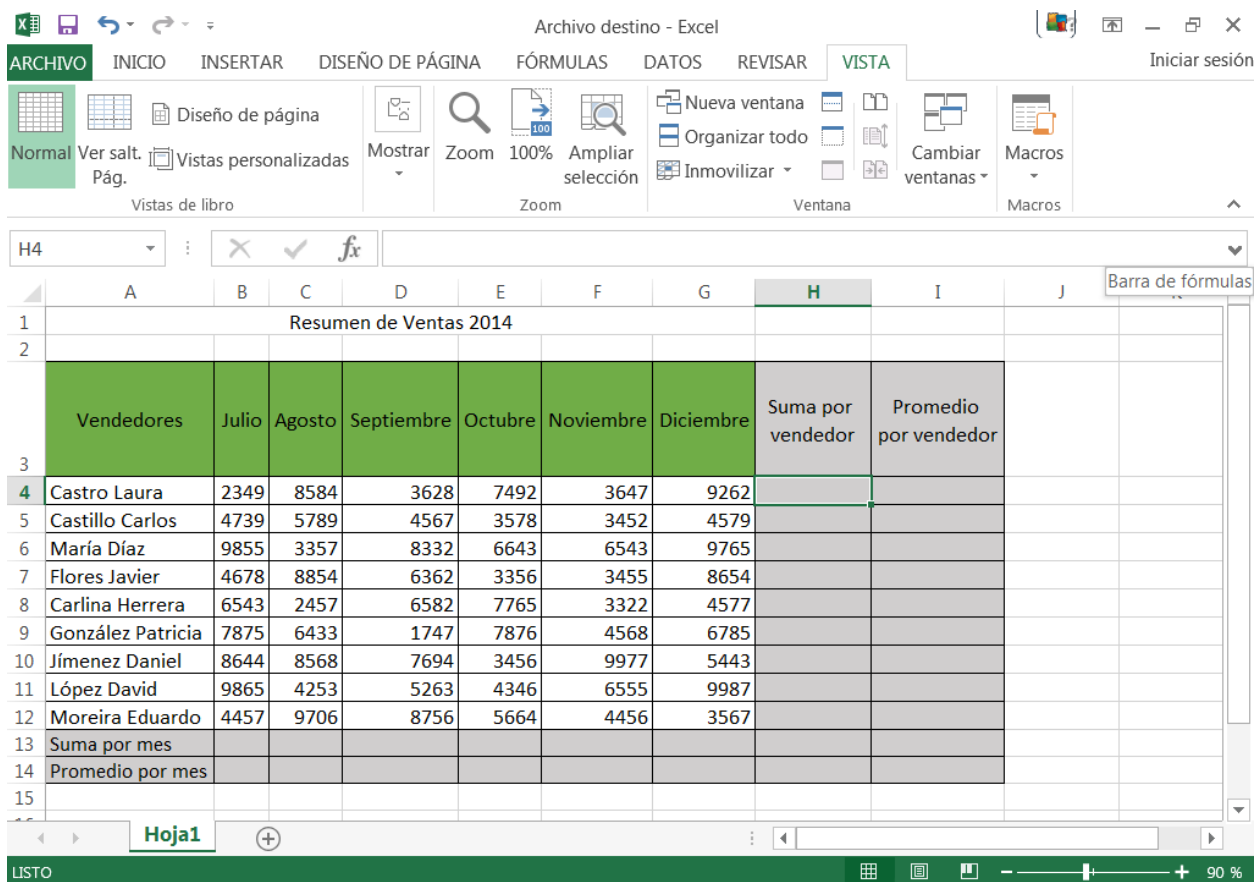 Archivo destino - Excel
ARCHIVO INICIO INSERTAR DISEÑO DE PÁGINA FÓRMULAS DATOS REVISAR VISTA Iniciar sesión
Normal Ver salt. Pág. Diseño de página Vistas personalizadas
Mostrar Zoom 100 100% Ampliar selección
Nueva ventana
Organizar todo
Inmovilizar
Cambiar ventanas Macros
Vistas de libro Zoom Ventana Macros
H4 fx
Barra de fórmulas
A B C D E F G H I J
1 Resumen de Ventas 2014
2
3 Vendedores Julio Agosto Septiembre Octubre Noviembre Diciembre Suma por vendedor Promedio por vendedor
4 Castro Laura 2349 8584 3628 7492 3647 9262
5 Castillo Carlos 4739 5789 4567 3578 3452 4579
6 María Díaz 9855 3357 8332 6643 6543 9765
7 Flores Javier 4678 8854 6362 3356 3455 8654
8 Carlina Herrera 6543 2457 6582 7765 3322 4577
9 González Patricia 7875 6433 1747 7876 4568 6785
10 Jímenez Daniel 8644 8568 7694 3456 9977 5443
11 López David 9865 4253 5263 4346 6555 9987
12 Moreira Eduardo 4457 9706 8756 5664 4456 3567
13 Suma por mes
14 Promedio por mes
15
Hoja1
LISTO 90 %